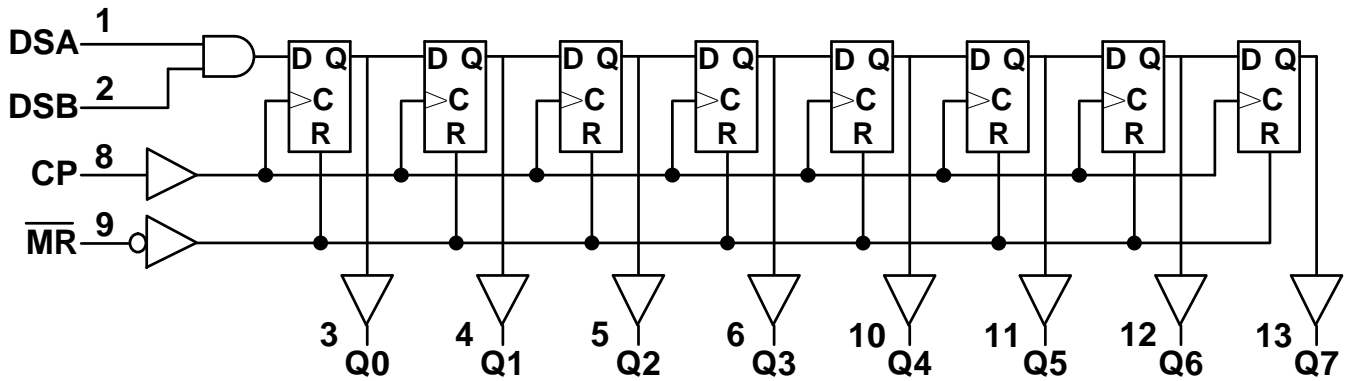 DSA 1
DSB 2
CP 8
M̅R̅ 9
D Q D Q D Q D Q D Q D Q D Q D Q
C C C C C C C C
R R R R R R R R
3 4 5 6 10 11 12 13
Q0 Q1 Q2 Q3 Q4 Q5 Q6 Q7